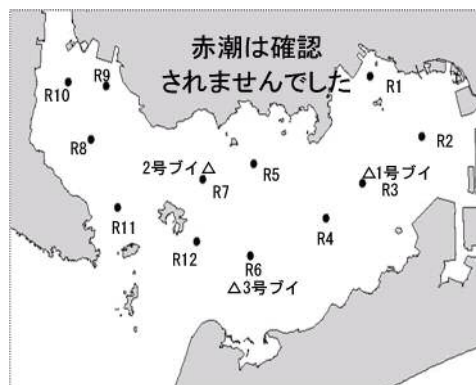 赤潮は確認
されませんでした
R9
R10
R1
R8
R2
2号ブイ△
R5
△1号ブイ
R7
R3
R11
R4
R12
R6
△3号ブイ